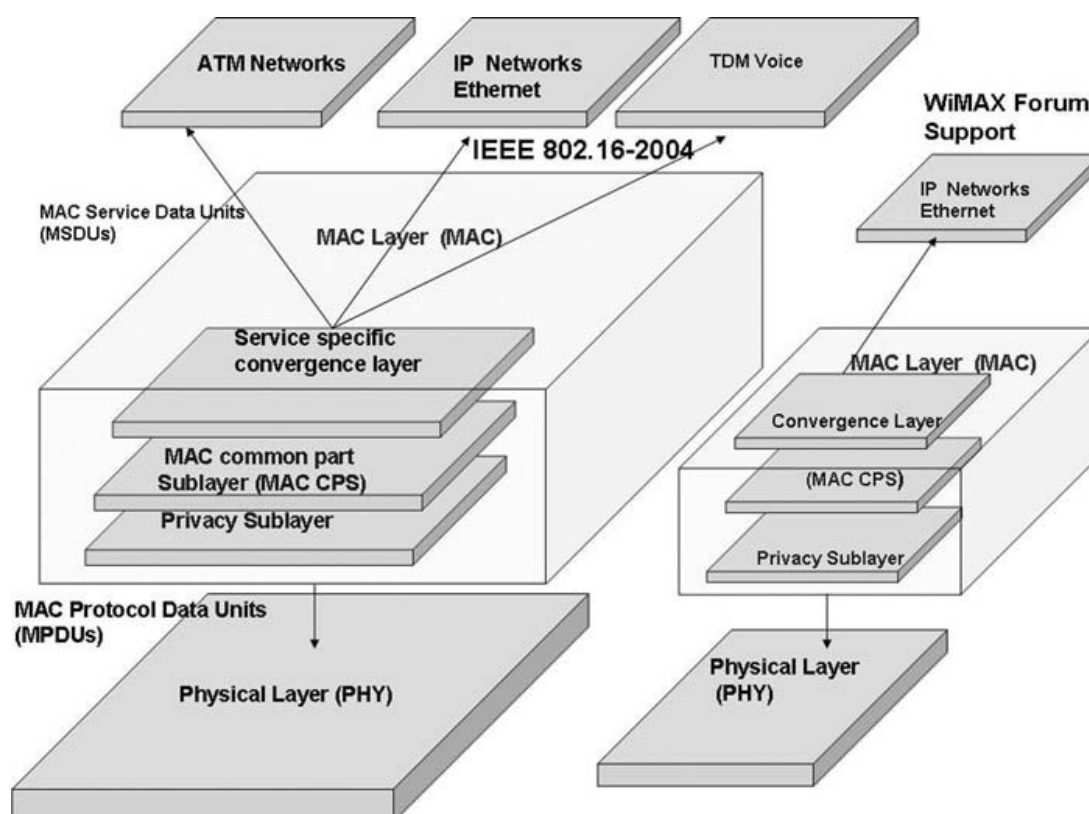 ATM Networks
IP Networks
Ethernet
TDM Voice
WiMAX Forum
Support
IEEE 802.16-2004
IP Networks
Ethernet
MAC Service Data Units
(MSDUs)
MAC Layer (MAC)
Service specific
convergence layer
MAC Layer (MAC)
Convergence Layer
MAC common part
Sublayer (MAC CPS)
(MAC CPS)
Privacy Sublayer
Privacy Sublayer
MAC Protocol Data Units
(MPDUs)
Physical Layer (PHY)
Physical Layer
(PHY)